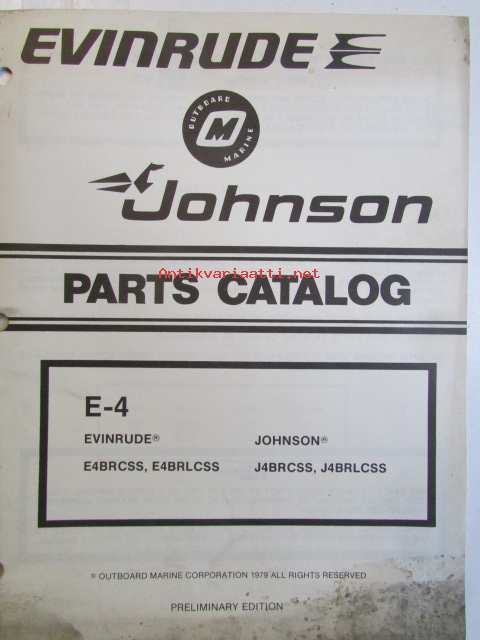 EVINRUDE
OUTBOARD
M
MARINE
Johnson
Antikvariaatti.net
PARTS CATALOG
E-4
EVINRUDE® JOHNSON®
E4BRCSS, E4BRLCSS J4BRCSS, J4BRLCSS
© OUTBOARD MARINE CORPORATION 1979 ALL RIGHTS RESERVED
PRELIMINARY EDITION